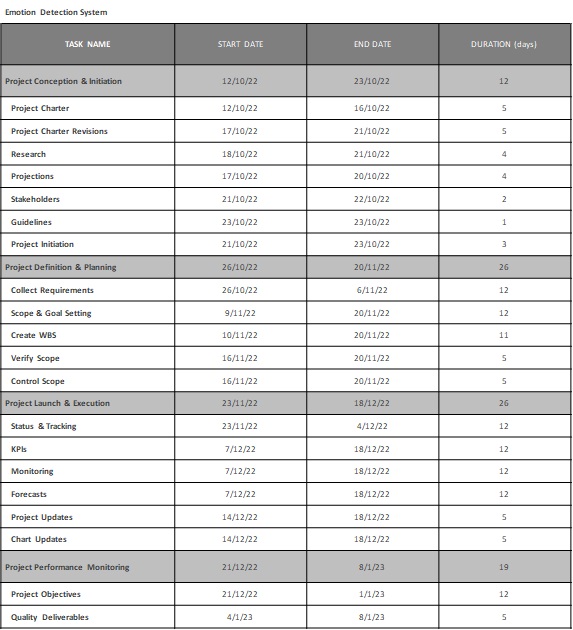 Emotion Detection System
TASK NAME START DATE END DATE DURATION (days)
Project Conception & Initiation 12/10/22 23/10/22 12
Project Charter 12/10/22 16/10/22 5
Project Charter Revisions 17/10/22 21/10/22 5
Research 18/10/22 21/10/22 4
Projections 17/10/22 20/10/22 4
Stakeholders 21/10/22 22/10/22 2
Guidelines 23/10/22 23/10/22 1
Project Initiation 21/10/22 23/10/22 3
Project Definition & Planning 26/10/22 20/11/22 26
Collect Requirements 26/10/22 6/11/22 12
Scope & Goal Setting 9/11/22 20/11/22 12
Create WBS 10/11/22 20/11/22 11
Verify Scope 16/11/22 20/11/22 5
Control Scope 16/11/22 20/11/22 5
Project Launch & Execution 23/11/22 18/12/22 26
Status & Tracking 23/11/22 4/12/22 12
KPIs 7/12/22 18/12/22 12
Monitoring 7/12/22 18/12/22 12
Forecasts 7/12/22 18/12/22 12
Project Updates 14/12/22 18/12/22 5
Chart Updates 14/12/22 18/12/22 5
Project Performance Monitoring 21/12/22 8/1/23 19
Project Objectives 21/12/22 1/1/23 12
Quality Deliverables 4/1/23 8/1/23 5